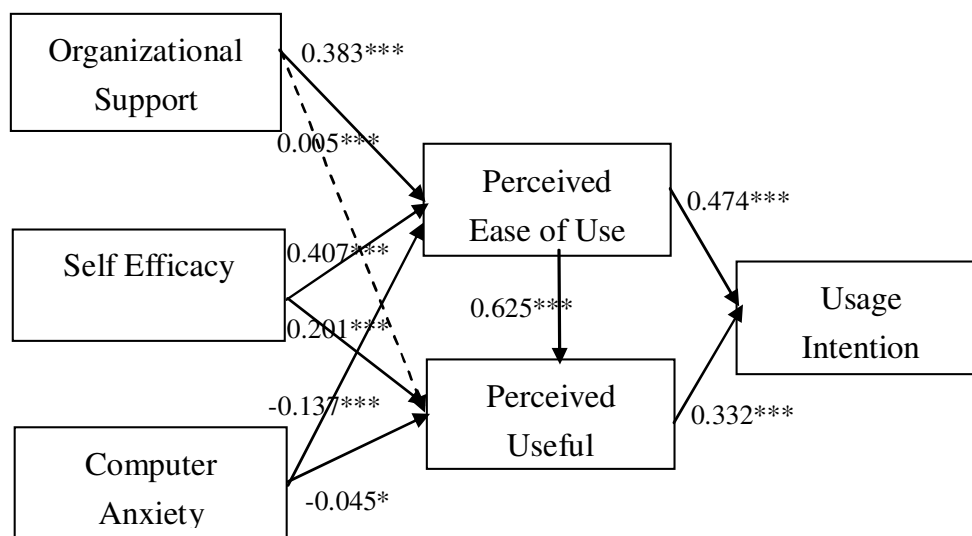 Organizational
Support
0.383***
0.005***
Perceived
Ease of Use
0.474***
Self Efficacy
0.407***
0.201***
0.625***
Usage
Intention
Perceived
Useful
-0.137***
0.332***
Computer
Anxiety
-0.045*